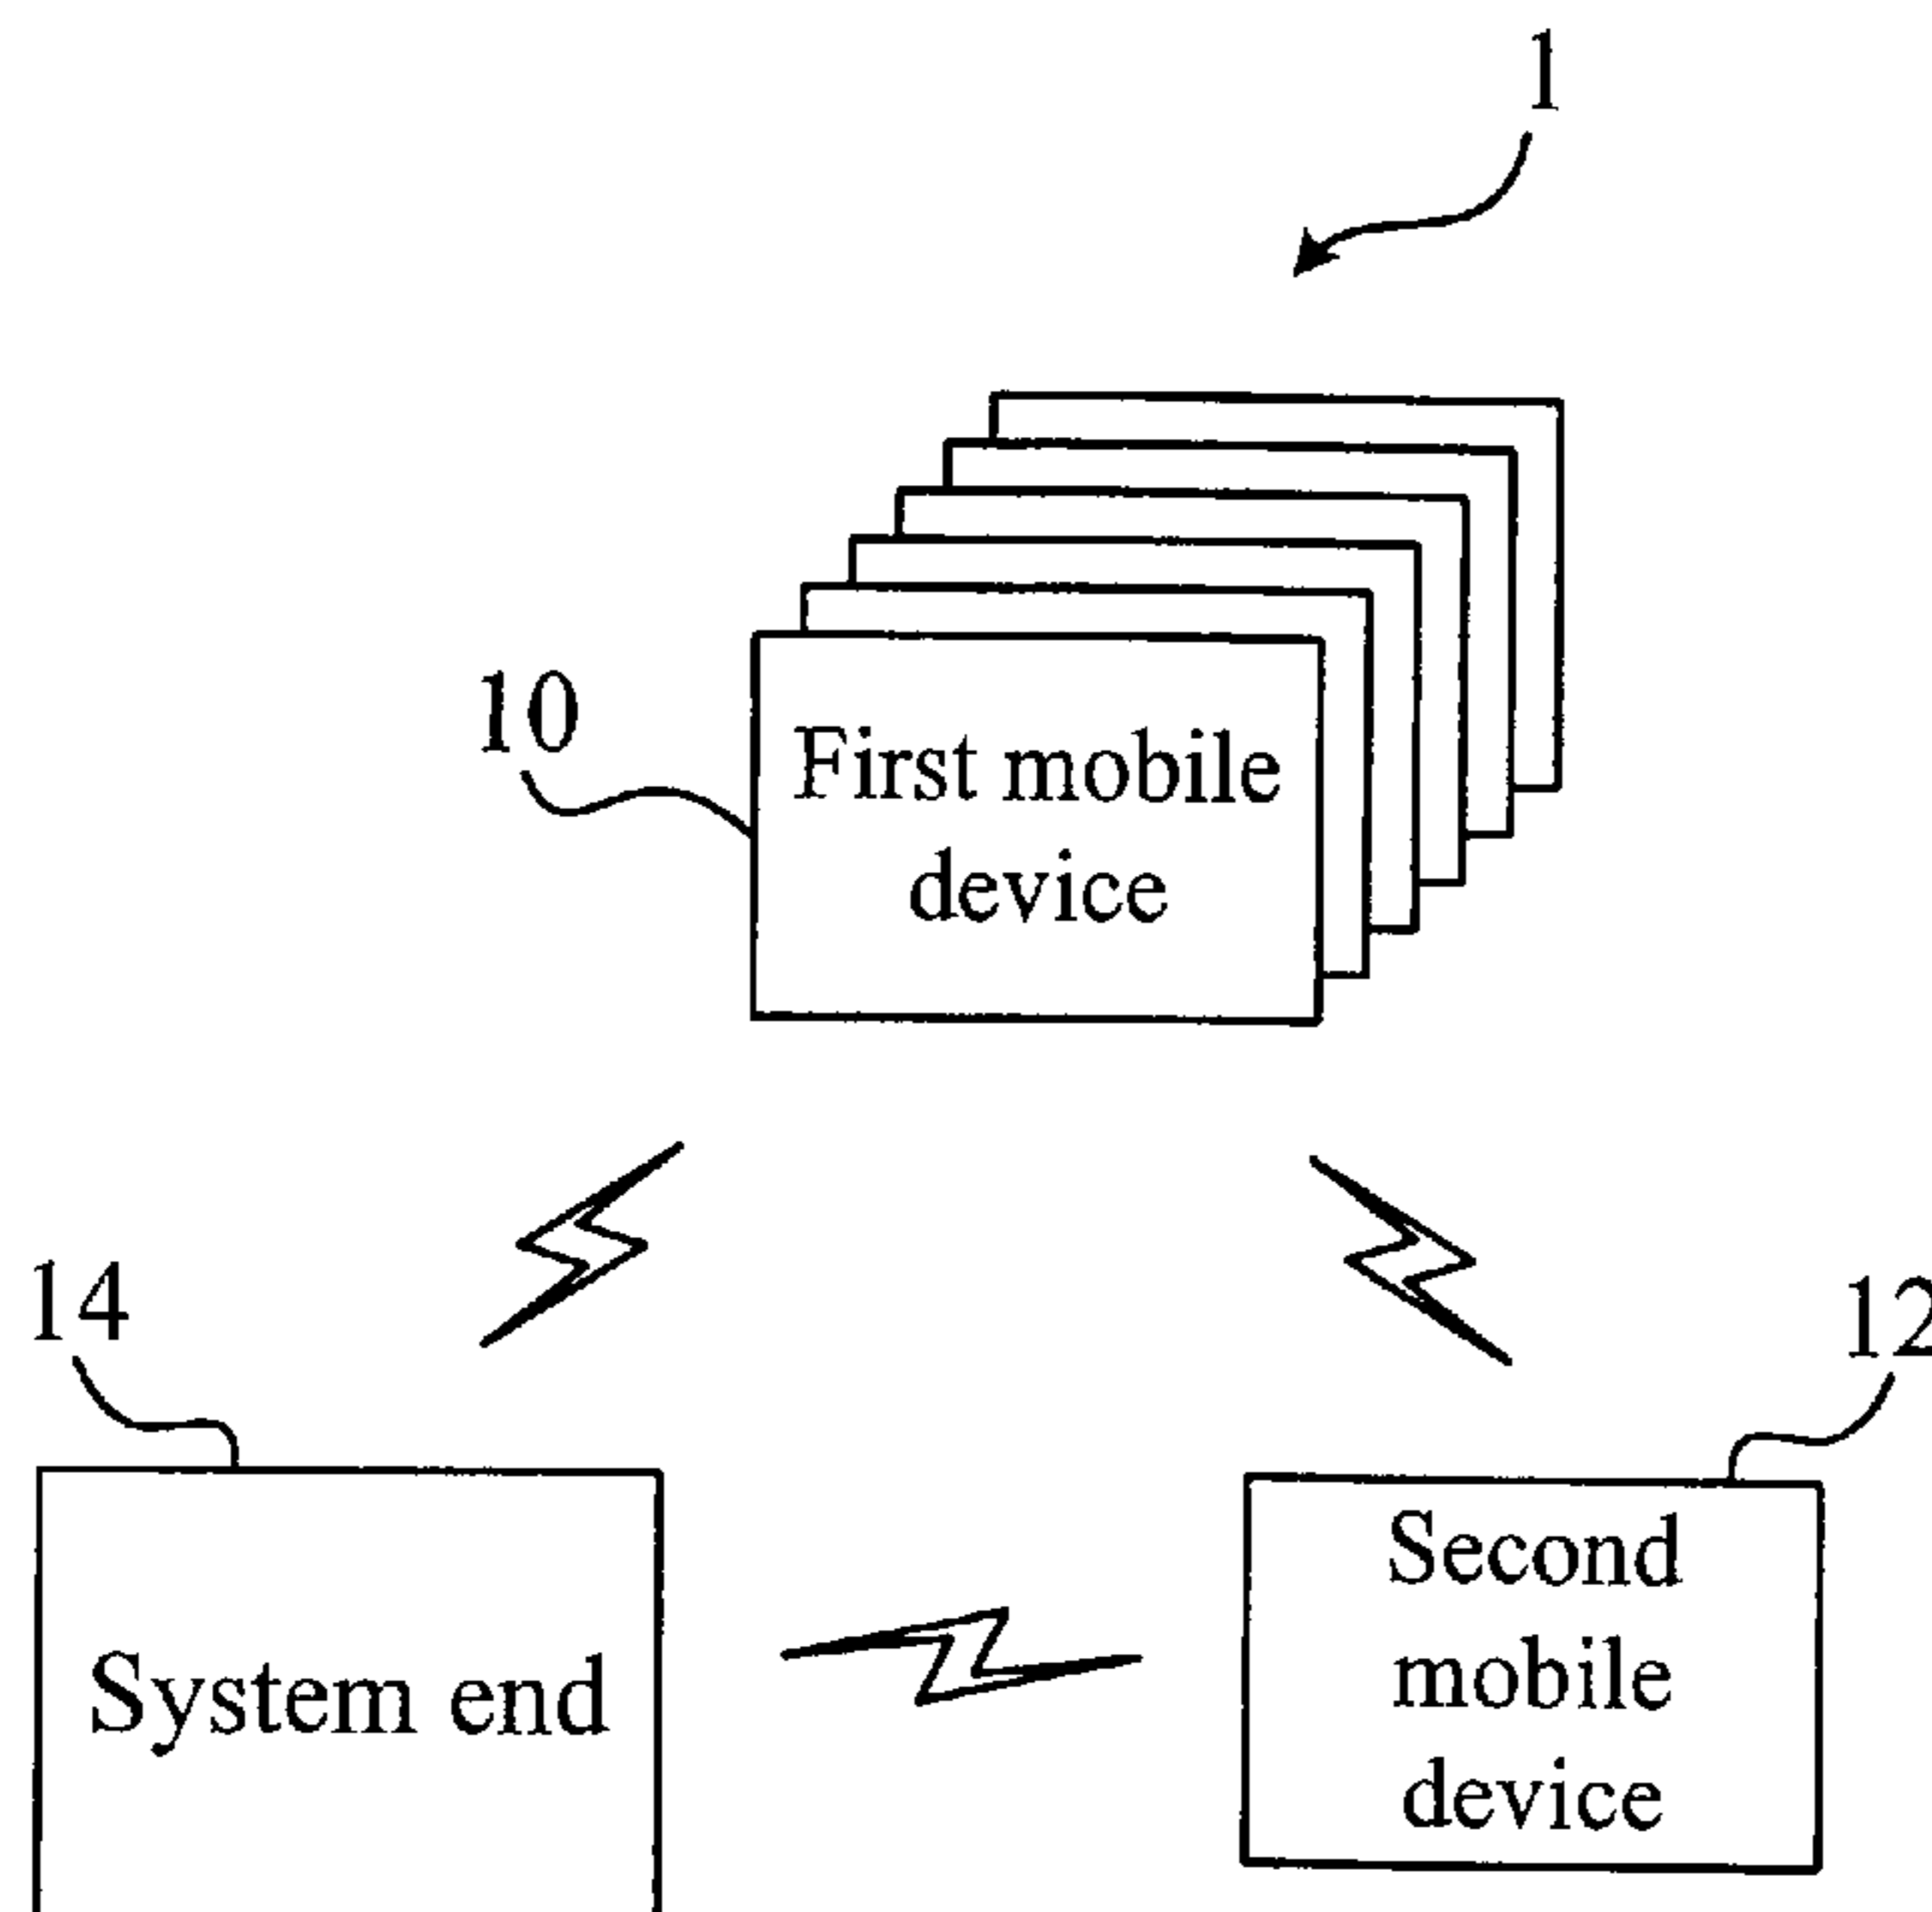 1
10
First mobile
device
14
12
System end
Second
mobile
device